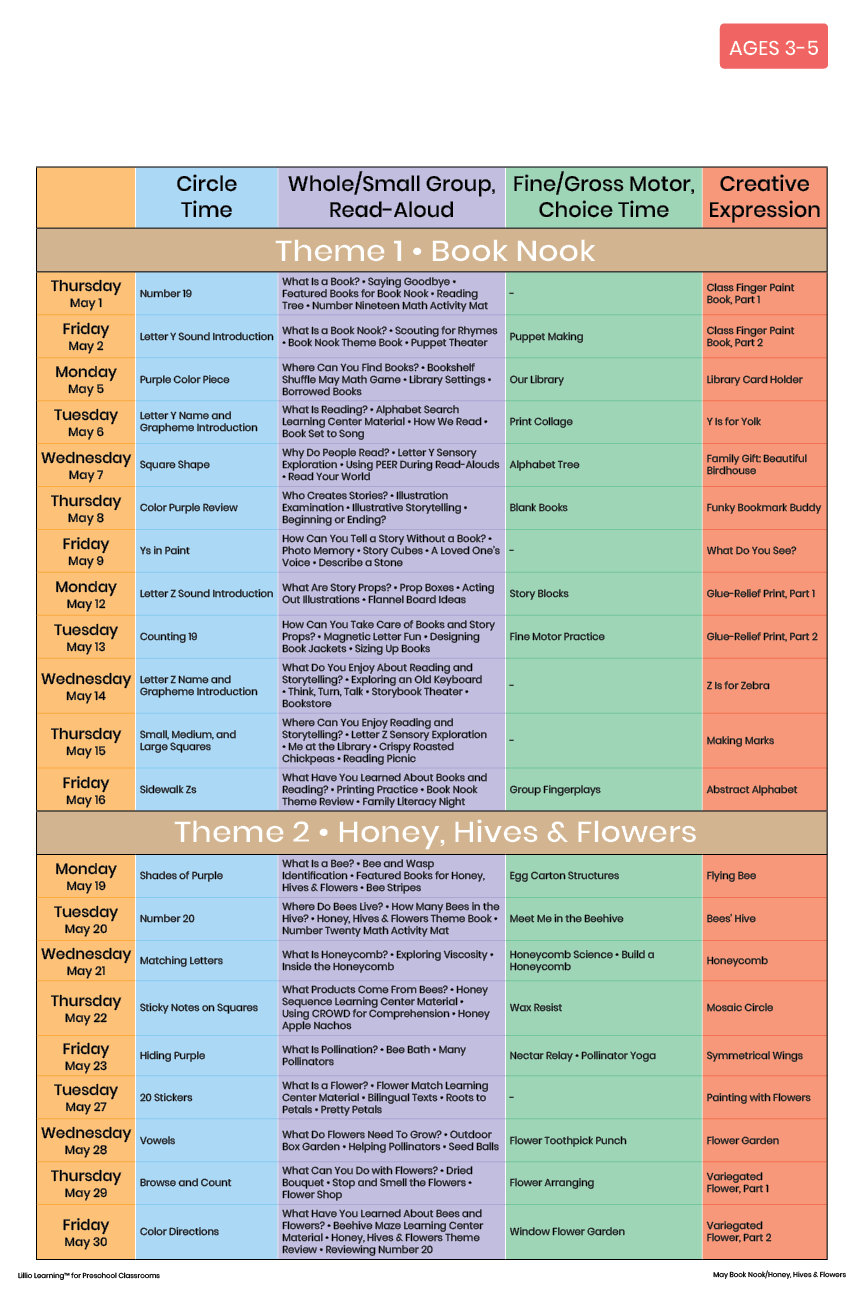 AGES 3-5
Circle
Time
Whole/Small Group,
Read-Aloud
Fine/Gross Motor,
Choice Time
Creative
Expression
Theme 1 • Book Nook
Thursday
May 1
Number 19
What Is a Book? • Saying Goodbye •
Featured Books for Book Nook • Reading
Tree • Number Nineteen Math Activity Mat
-
Class Finger Paint
Book, Part 1
Friday
May 2
Letter Y Sound Introduction
What Is a Book Nook? • Scouting for Rhymes
• Book Nook Theme Book • Puppet Theater
Puppet Making
Class Finger Paint
Book, Part 2
Monday
May 5
Purple Color Piece
Where Can You Find Books? • Bookshelf
Shuffle May Math Game • Library Settings •
Borrowed Books
Our Library
Library Card Holder
Tuesday
May 6
Letter Y Name and
Grapheme Introduction
What Is Reading? • Alphabet Search
Learning Center Material • How We Read •
Book Set to Song
Print Collage
Y Is for Yolk
Wednesday
May 7
Square Shape
Why Do People Read? • Letter Y Sensory
Exploration • Using PEER During Read-Alouds
• Read Your World
Alphabet Tree
Family Gift: Beautiful
Birdhouse
Thursday
May 8
Color Purple Review
Who Creates Stories? • Illustration
Examination • Illustrative Storytelling •
Beginning or Ending?
Blank Books
Funky Bookmark Buddy
Friday
May 9
Ys in Paint
How Can You Tell a Story Without a Book? •
Photo Memory • Story Cubes • A Loved One's
Voice • Describe a Stone
-
What Do You See?
Monday
May 12
Letter Z Sound Introduction
What Are Story Props? • Prop Boxes • Acting
Out Illustrations • Flannel Board Ideas
Story Blocks
Glue-Relief Print, Part 1
Tuesday
May 13
Counting 19
How Can You Take Care of Books and Story
Props? • Magnetic Letter Fun • Designing
Book Jackets • Sizing Up Books
Fine Motor Practice
Glue-Relief Print, Part 2
Wednesday
May 14
Letter Z Name and
Grapheme Introduction
What Do You Enjoy About Reading and
Storytelling? • Exploring an Old Keyboard
• Think, Turn, Talk • Storybook Theater •
Bookstore
-
Z Is for Zebra
Thursday
May 15
Small, Medium, and
Large Squares
Where Can You Enjoy Reading and
Storytelling? • Letter Z Sensory Exploration
• Me at the Library • Crispy Roasted
Chickpeas • Reading Picnic
-
Making Marks
Friday
May 16
Sidewalk Zs
What Have You Learned About Books and
Reading? • Printing Practice • Book Nook
Theme Review • Family Literacy Night
Group Fingerplays
Abstract Alphabet
Theme 2 • Honey, Hives & Flowers
Monday
May 19
Shades of Purple
What Is a Bee? • Bee and Wasp
Identification • Featured Books for Honey,
Hives & Flowers • Bee Stripes
Egg Carton Structures
Flying Bee
Tuesday
May 20
Number 20
Where Do Bees Live? • How Many Bees in the
Hive? • Honey, Hives & Flowers Theme Book •
Number Twenty Math Activity Mat
Meet Me in the Beehive
Bees' Hive
Wednesday
May 21
Matching Letters
What Is Honeycomb? • Exploring Viscosity •
Inside the Honeycomb
Honeycomb Science • Build a
Honeycomb
Honeycomb
Thursday
May 22
Sticky Notes on Squares
What Products Come From Bees? • Honey
Sequence Learning Center Material •
Using CROWD for Comprehension • Honey
Apple Nachos
Wax Resist
Mosaic Circle
Friday
May 23
Hiding Purple
What Is Pollination? • Bee Bath • Many
Pollinators
Nectar Relay • Pollinator Yoga
Symmetrical Wings
Tuesday
May 27
20 Stickers
What Is a Flower? • Flower Match Learning
Center Material • Bilingual Texts • Roots to
Petals • Pretty Petals
-
Painting with Flowers
Wednesday
May 28
Vowels
What Do Flowers Need To Grow? • Outdoor
Box Garden • Helping Pollinators • Seed Balls
Flower Toothpick Punch
Flower Garden
Thursday
May 29
Browse and Count
What Can You Do with Flowers? • Dried
Bouquet • Stop and Smell the Flowers •
Flower Shop
Flower Arranging
Variegated
Flower, Part 1
Friday
May 30
Color Directions
What Have You Learned About Bees and
Flowers? • Beehive Maze Learning Center
Material • Honey, Hives & Flowers Theme
Review • Reviewing Number 20
Window Flower Garden
Variegated
Flower, Part 2
Lillio Learning™ for Preschool Classrooms
May Book Nook/Honey, Hives & Flowers